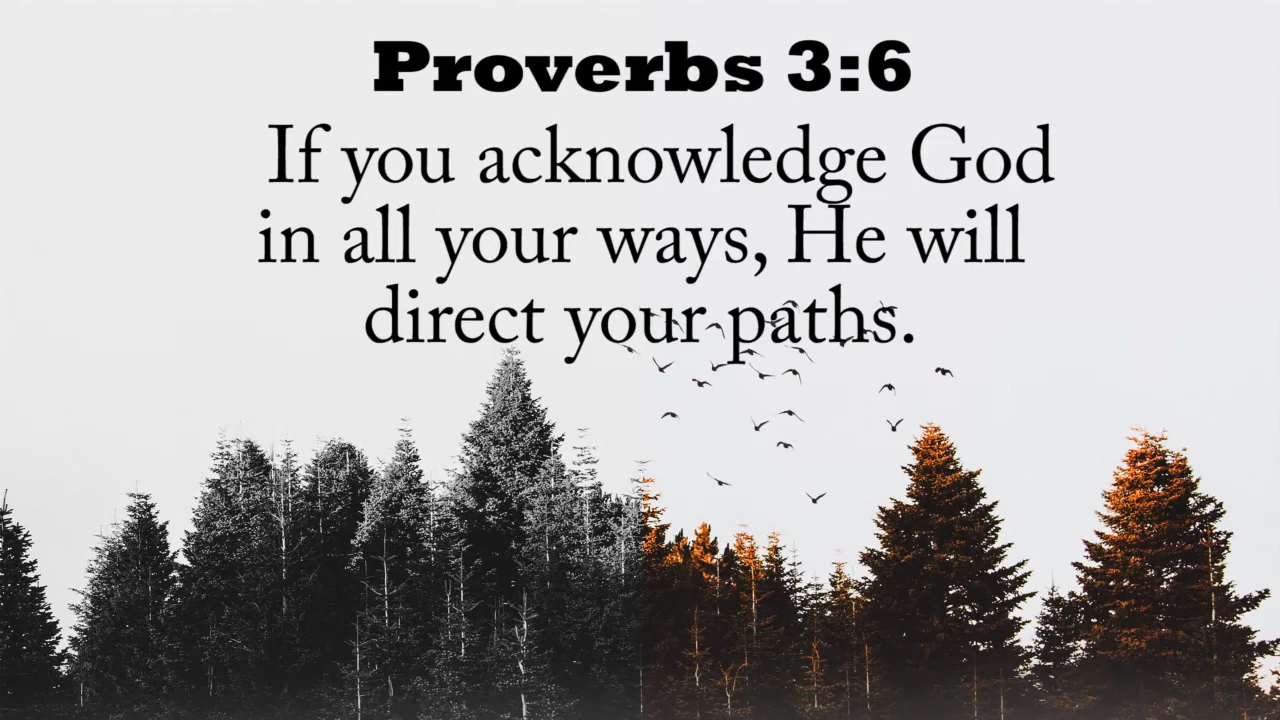 Proverbs 3:6
If you acknowledge God
in all your ways, He will
direct your paths.